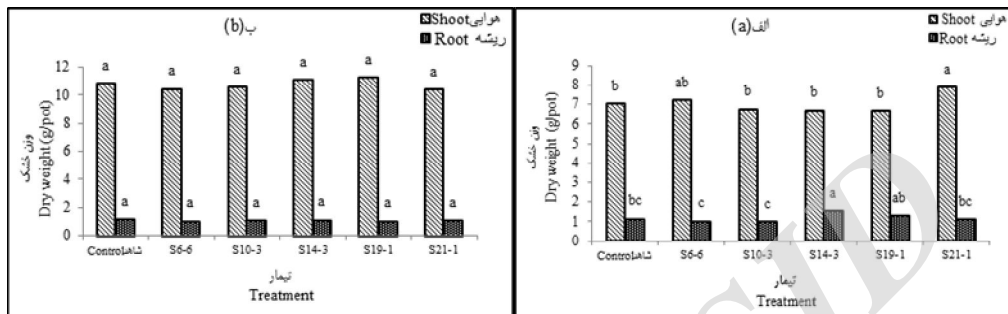 (b)ب
هوایی Shoot
ریشه Root
a a a a a a
a a a a a a
12
10
8
6
4
2
0
وزن خشک
Dry weight (g/pot)
Controlشاهد S6-6 S10-3 S14-3 S19-1 S21-1
تیمار
Treatment
(a)الف
هوایی Shoot
ریشه Root
b ab b b b a
bc c c a ab bc
9
8
7
6
5
4
3
2
1
0
وزن خشک
Dry weight (g/pot)
Controlشاهد S6-6 S10-3 S14-3 S19-1 S21-1
تیمار
Treatment
SID